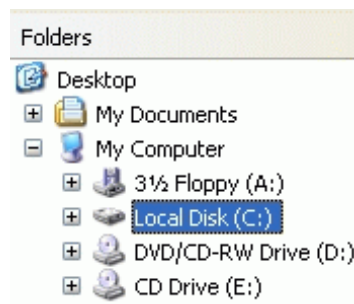 Folders
Desktop
My Documents
My Computer
3½ Floppy (A:)
Local Disk (C:)
DVD/CD-RW Drive (D:)
CD Drive (E:)